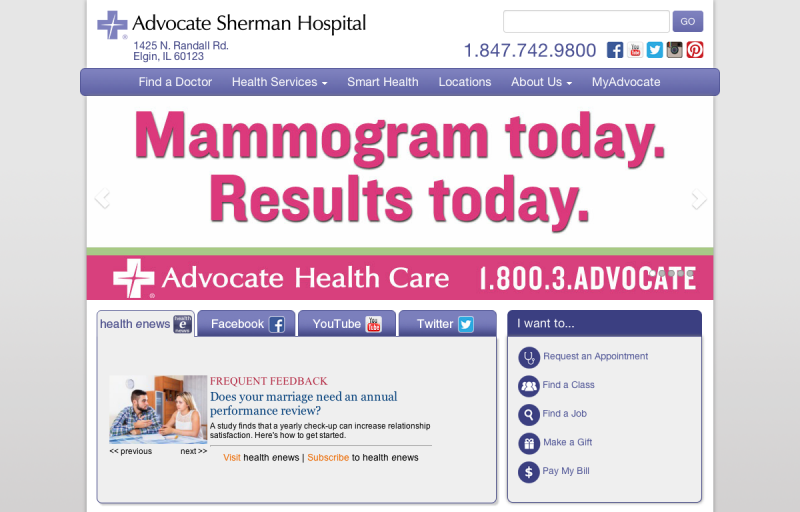 Advocate Sherman Hospital
GO
1425 N. Randall Rd.
Elgin, IL 60123
1.847.742.9800
Find a Doctor Health Services Smart Health Locations About Us MyAdvocate
Mammogram today.
Results today.
Advocate Health Care 1.800.3.ADVOCATE
health enews Facebook YouTube Twitter
FREQUENT FEEDBACK
Does your marriage need an annual
performance review?
A study finds that a yearly check-up can increase relationship
satisfaction. Here's how to get started.
<< previous next >>
Visit health enews | Subscribe to health enews
I want to...
Request an Appointment
Find a Class
Find a Job
Make a Gift
Pay My Bill